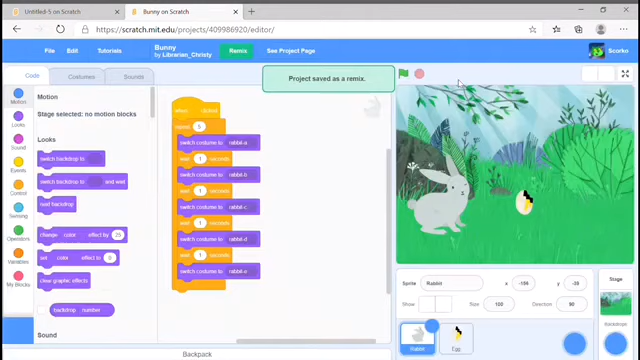 Untitled-5 on Scratch
Bunny on Scratch
https://scratch.mit.edu/projects/409986920/editor/
File
Edit
Tutorials
Bunny
by Librarian_Christy
Remix
See Project Page
Scorko
Code
Costumes
Sounds
Project saved as a remix.
Motion
Looks
Sound
Events
Control
Sensing
Operators
Variables
My Blocks
Motion
Stage selected: no motion blocks
Looks
switch backdrop to
switch backdrop to and wait
next backdrop
change color effect by 25
set color effect to 0
clear graphic effects
backdrop number
Sound
when clicked
repeat 5
switch costume to rabbit-a
wait 1 seconds
switch costume to rabbit-b
wait 1 seconds
switch costume to rabbit-c
wait 1 seconds
switch costume to rabbit-d
wait 1 seconds
switch costume to rabbit-e
Backpack
Sprite
Rabbit
x
y
Show
Size
100
Direction
90
Rabbit
Egg
Stage
Backdrops